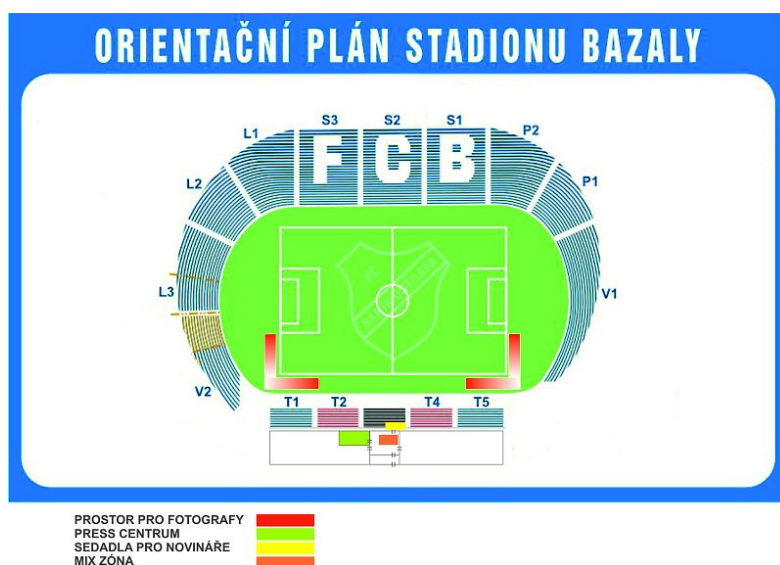 ORIENTAČNÍ PLÁN STADIONU BAZALY
L1 S3 S2 S1 P2
F C B
L2 P1
FC
L3 V1
V2
T1 T2 T4 T5
PROSTOR PRO FOTOGRAFY
PRESS CENTRUM
SEDADLA PRO NOVINÁŘE
MIX ZÓNA